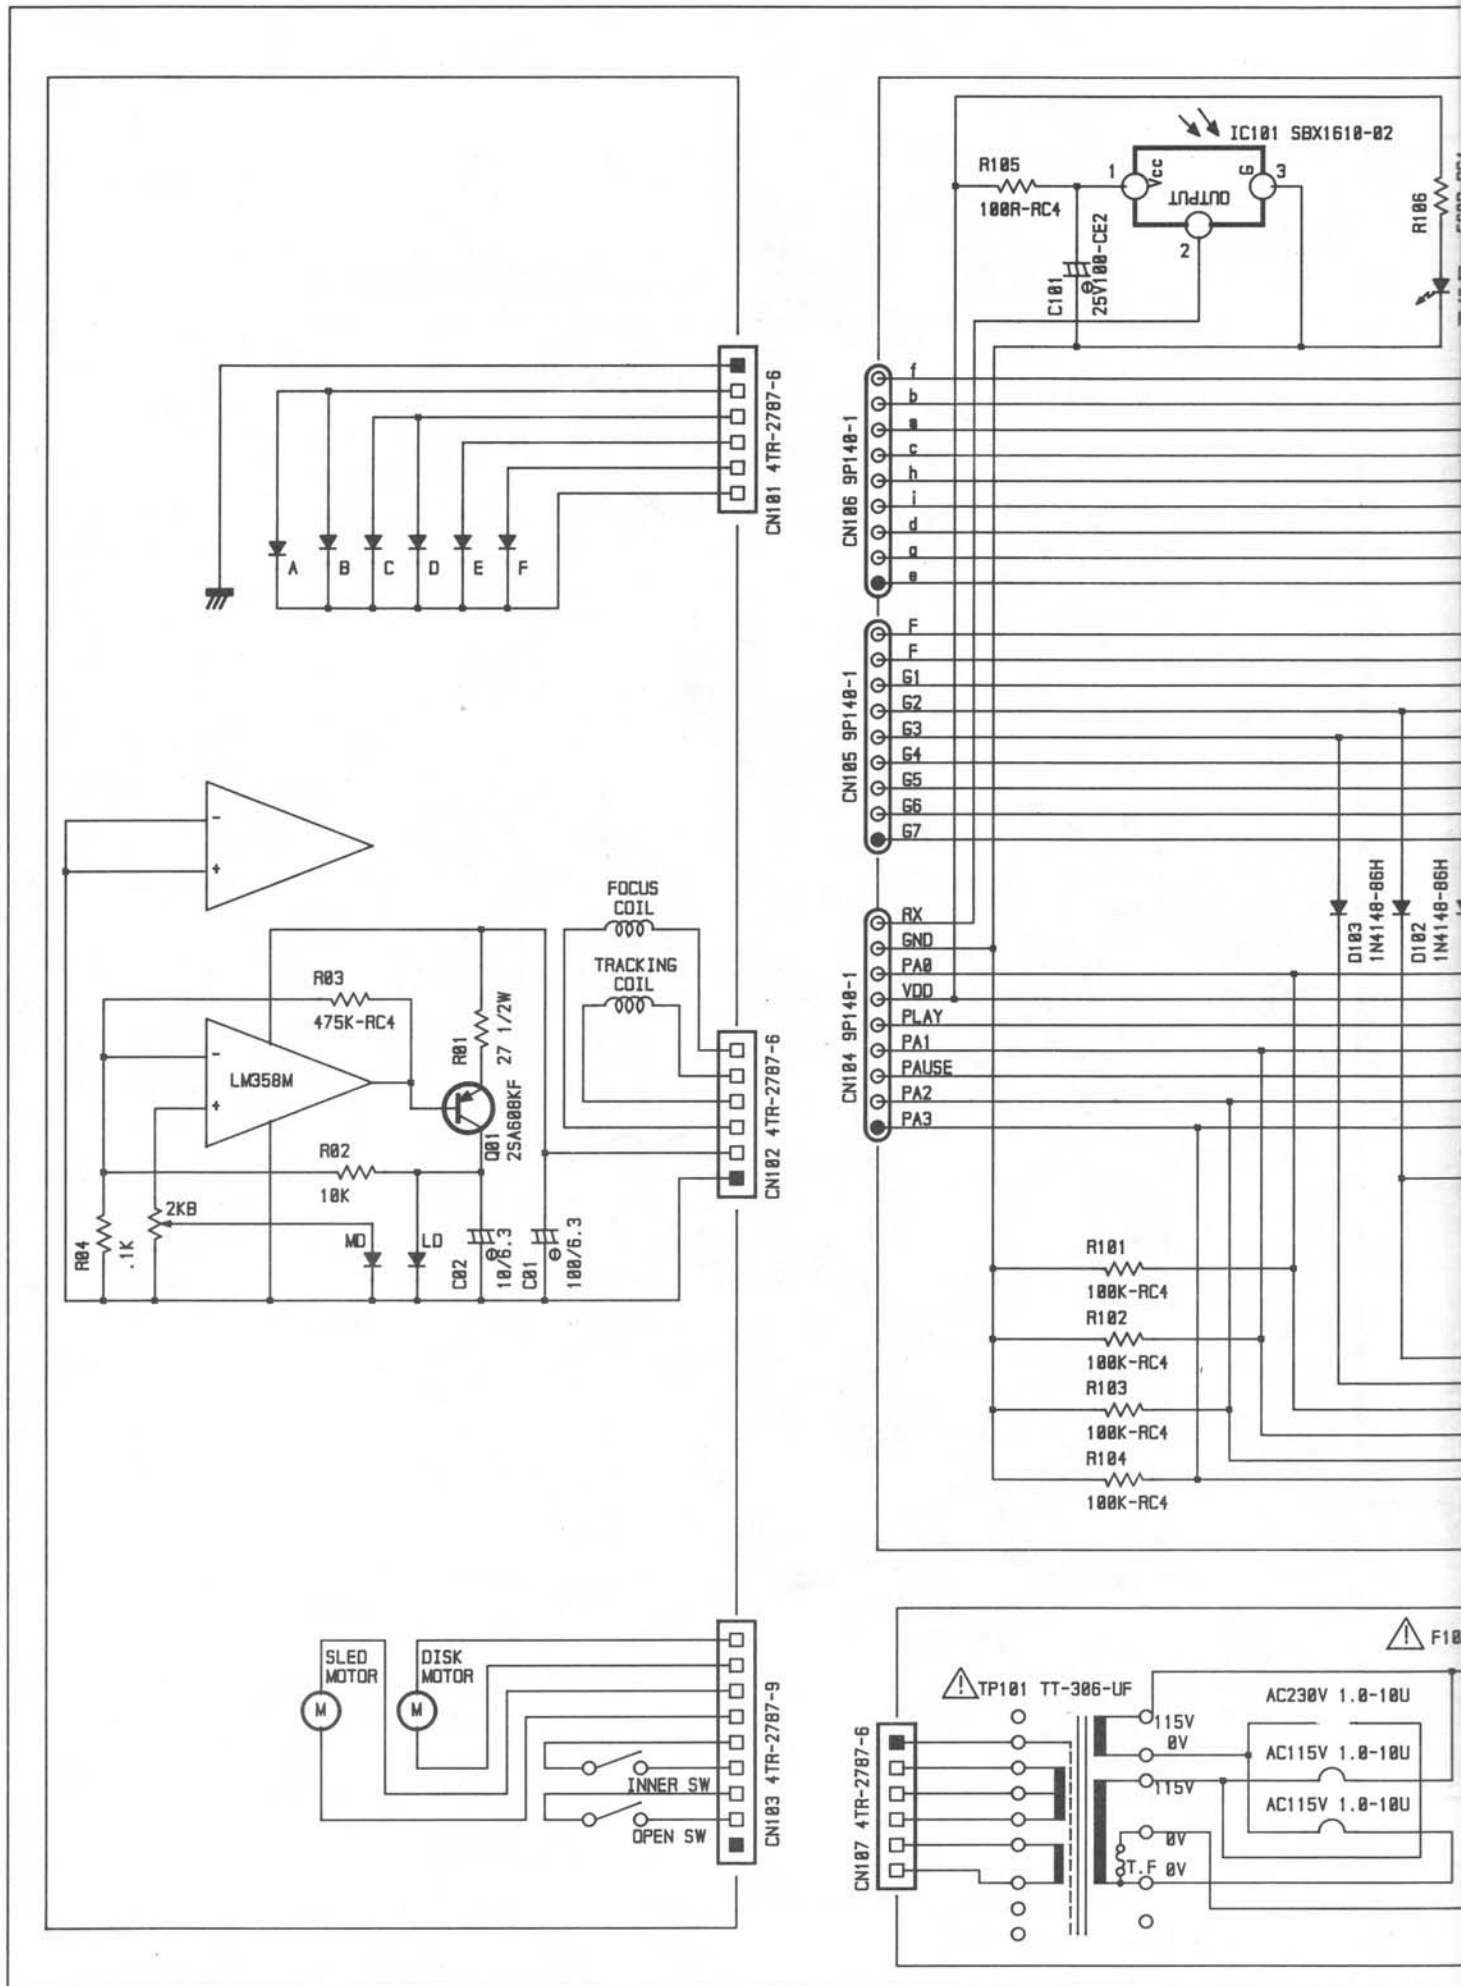 IC101 SBX1610-02
R105
100R-RC4
1
Vcc
OUTPUT
G
3
2
C101
25V100-CE2
R106
CN101 4TR-2787-6
A
B
C
D
E
F
CN106 9P140-1
f
b
a
c
h
i
d
g
e
CN105 9P140-1
F
F
G1
G2
G3
G4
G5
G6
G7
D103
1N4148-86H
D102
1N4148-86H
-
+
FOCUS
COIL
TRACKING
COIL
R03
475K-RC4
-
+
LM358M
R01
27 1/2W
Q01
2SA608KF
R02
10K
R04
.1K
2KB
MD
LD
C02
10/6.3
C01
100/6.3
CN102 4TR-2787-6
CN104 9P140-1
RX
GND
PA0
VDD
PLAY
PA1
PAUSE
PA2
PA3
R101
100K-RC4
R102
100K-RC4
R103
100K-RC4
R104
100K-RC4
SLED
MOTOR
M
DISK
MOTOR
M
INNER SW
OPEN SW
CN103 4TR-2787-9
! F10
! TP101 TT-306-UF
CN107 4TR-2787-6
115V
0V
115V
0V
T.F 0V
AC230V 1.0-10U
AC115V 1.0-10U
AC115V 1.0-10U